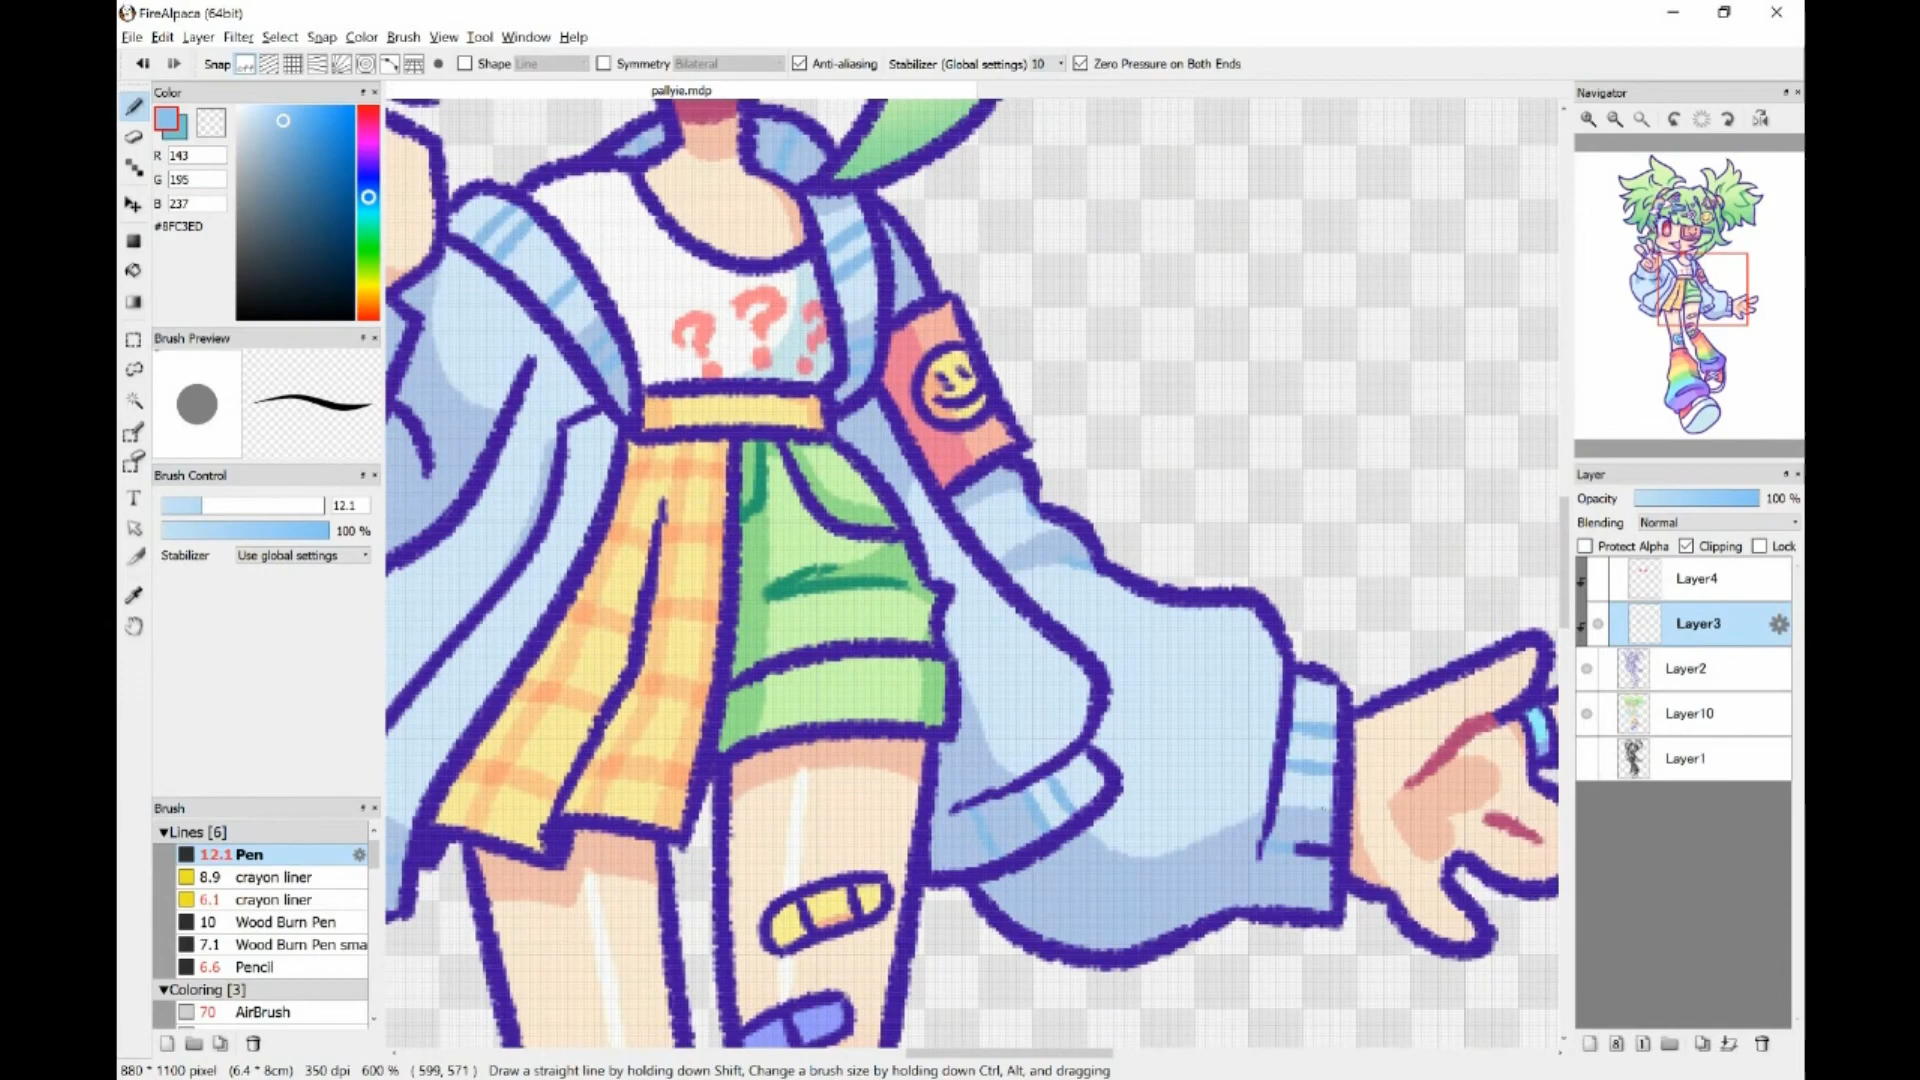 FireAlpaca (64bit)
File Edit Layer Filter Select Snap Color Brush View Tool Window Help
Snap off Shape Line Symmetry Bilateral Anti-aliasing Stabilizer (Global settings) 10 Zero Pressure on Both Ends
Color
pallyie.mdp
Navigator
R 143
G 195
B 237
#8FC3ED
Brush Preview
Brush Control
12.1
100 %
Stabilizer Use global settings
???
Layer
Opacity 100 %
Blending Normal
Protect Alpha Clipping Lock
Layer4
Layer3
Layer2
Layer10
Layer1
Brush
Lines [6]
12.1 Pen
8.9 crayon liner
6.1 crayon liner
10 Wood Burn Pen
7.1 Wood Burn Pen sma
6.6 Pencil
Coloring [3]
70 AirBrush
880 * 1100 pixel (6.4 * 8cm) 350 dpi 600 % ( 599, 571 ) Draw a straight line by holding down Shift, Change a brush size by holding down Ctrl, Alt, and dragging